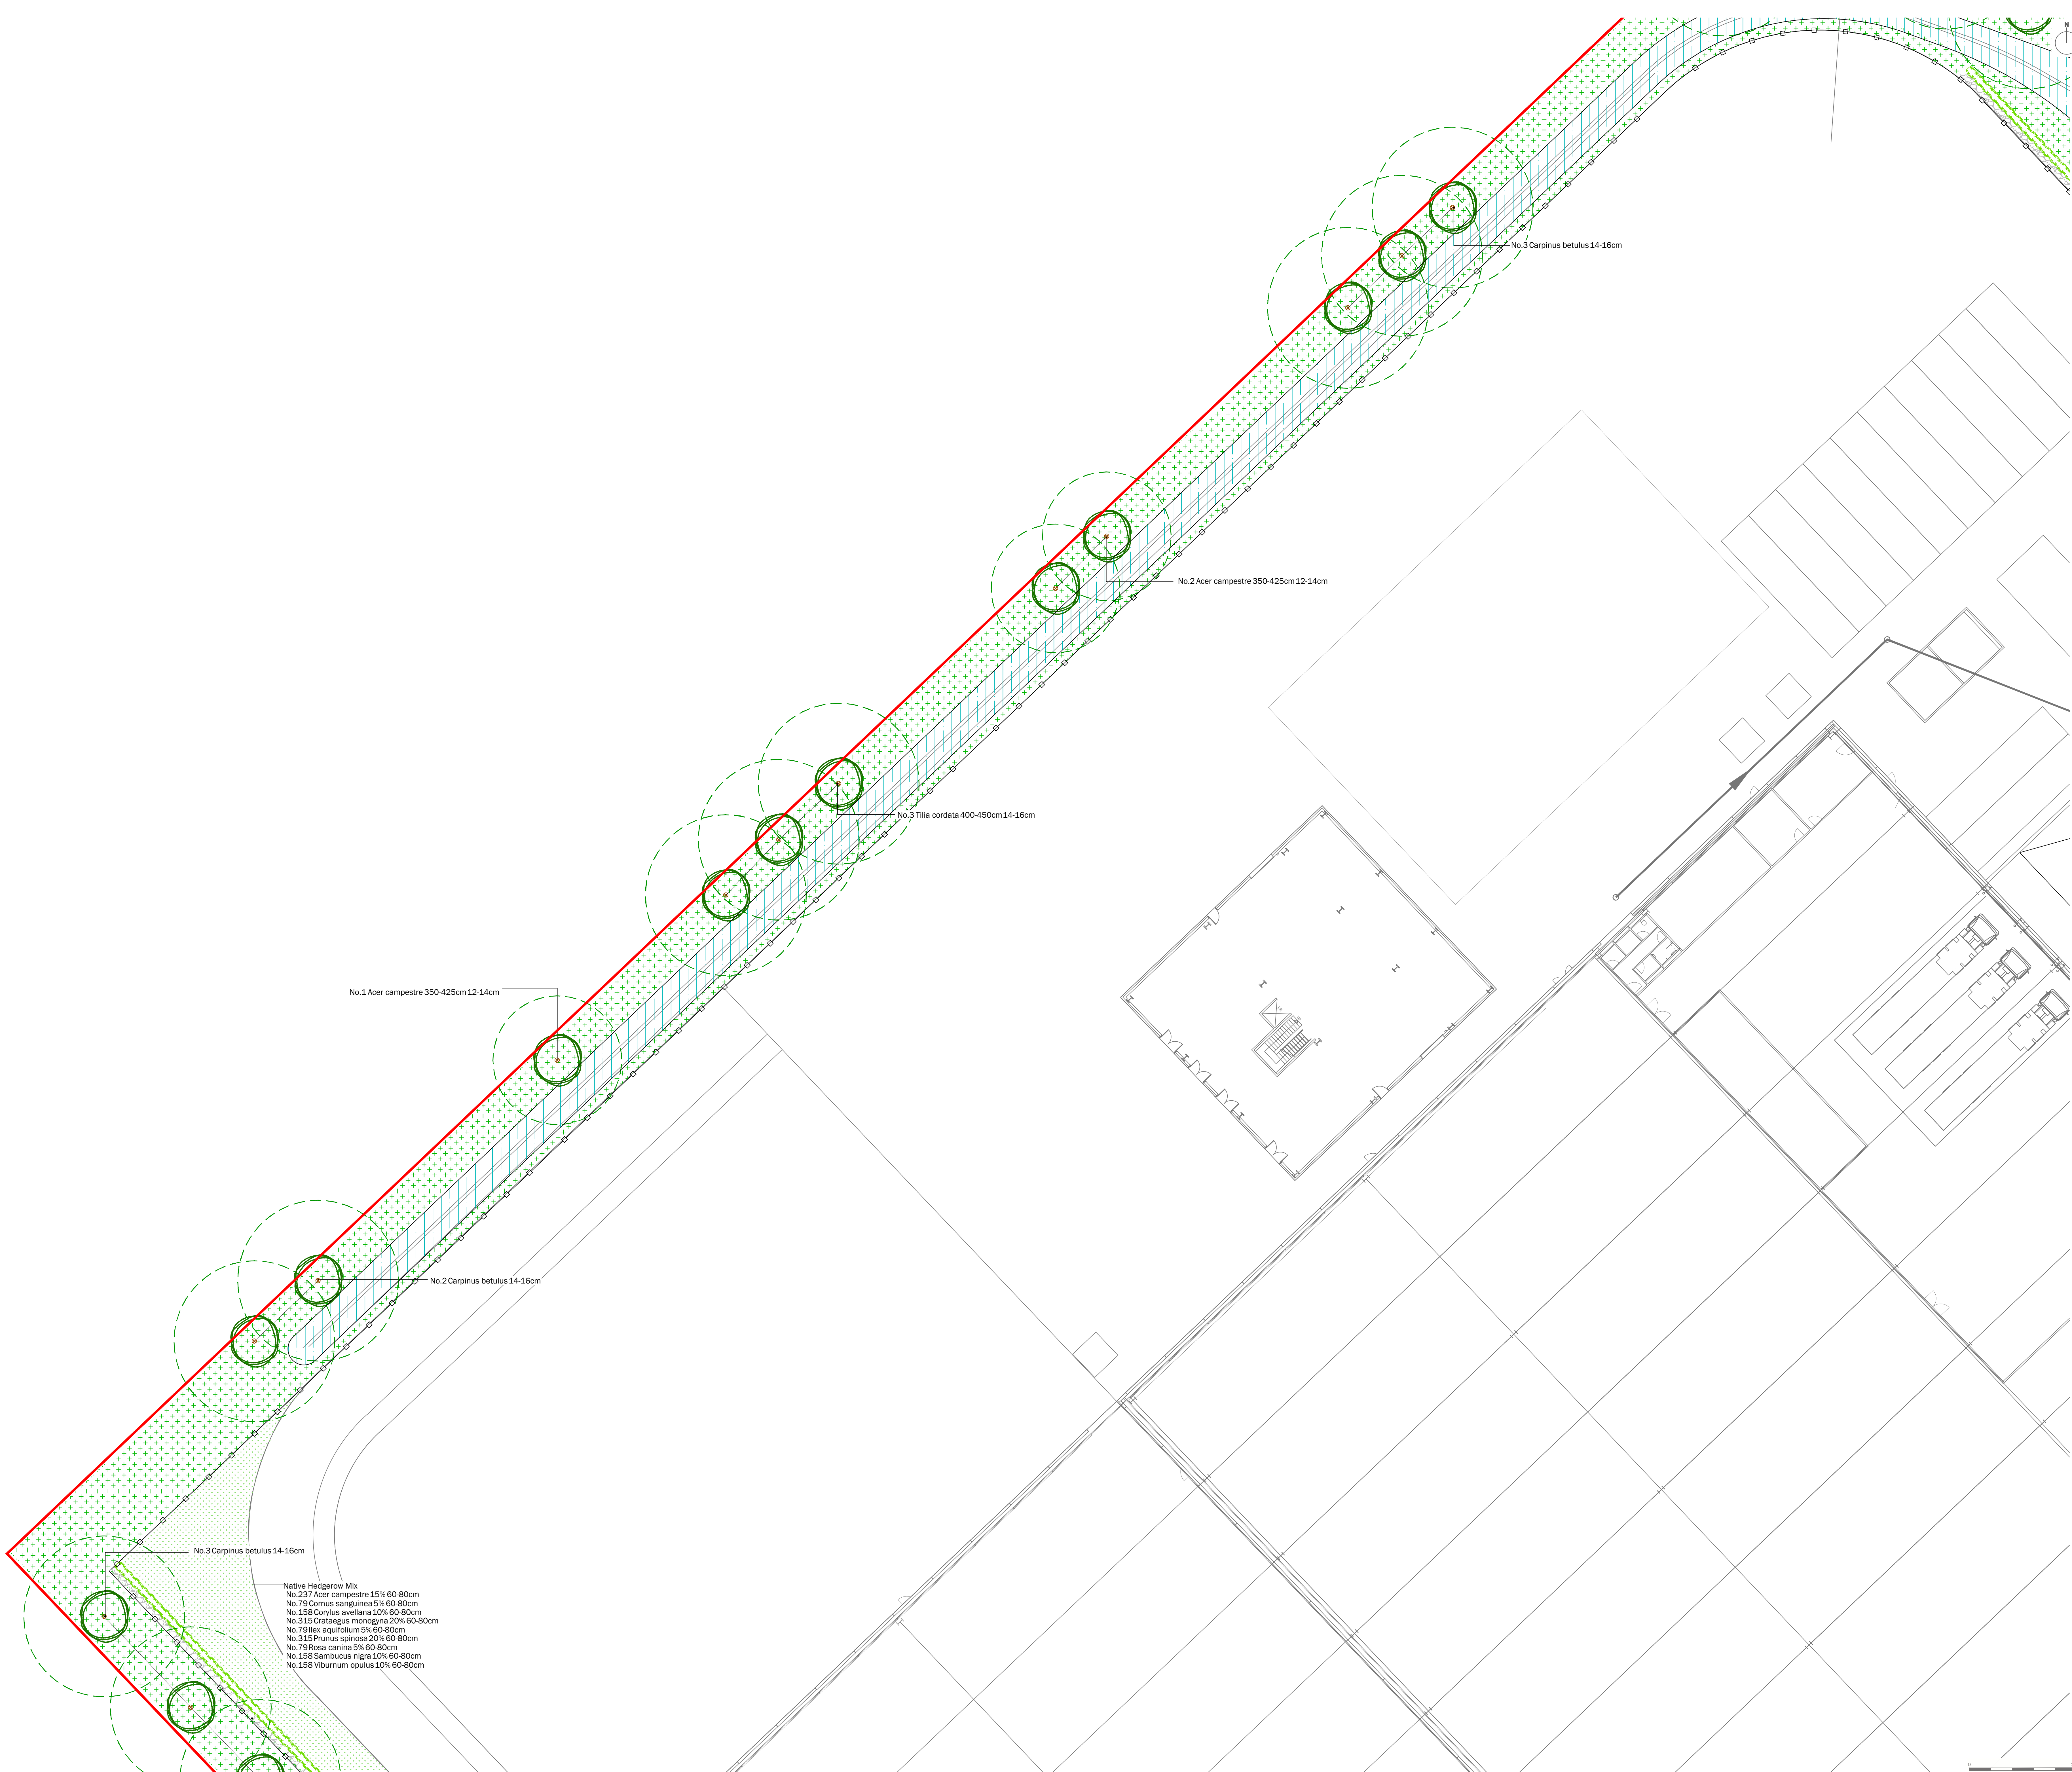 N
No.3 Carpinus betulus 14-16cm
No.2 Acer campestre 350-425cm 12-14cm
No.3 Tilia cordata 400-450cm 14-16cm
No.1 Acer campestre 350-425cm 12-14cm
No.2 Carpinus betulus 14-16cm
No.3 Carpinus betulus 14-16cm
Native Hedgerow Mix
No.237 Acer campestre 15% 60-80cm
No.79 Cornus sanguinea 5% 60-80cm
No.158 Corylus avellana 10% 60-80cm
No.315 Crataegus monogyna 20% 60-80cm
No.79 Ilex aquifolium 5% 60-80cm
No.315 Prunus spinosa 20% 60-80cm
No.79 Rosa canina 5% 60-80cm
No.158 Sambucus nigra 10% 60-80cm
No.158 Viburnum opulus 10% 60-80cm
0